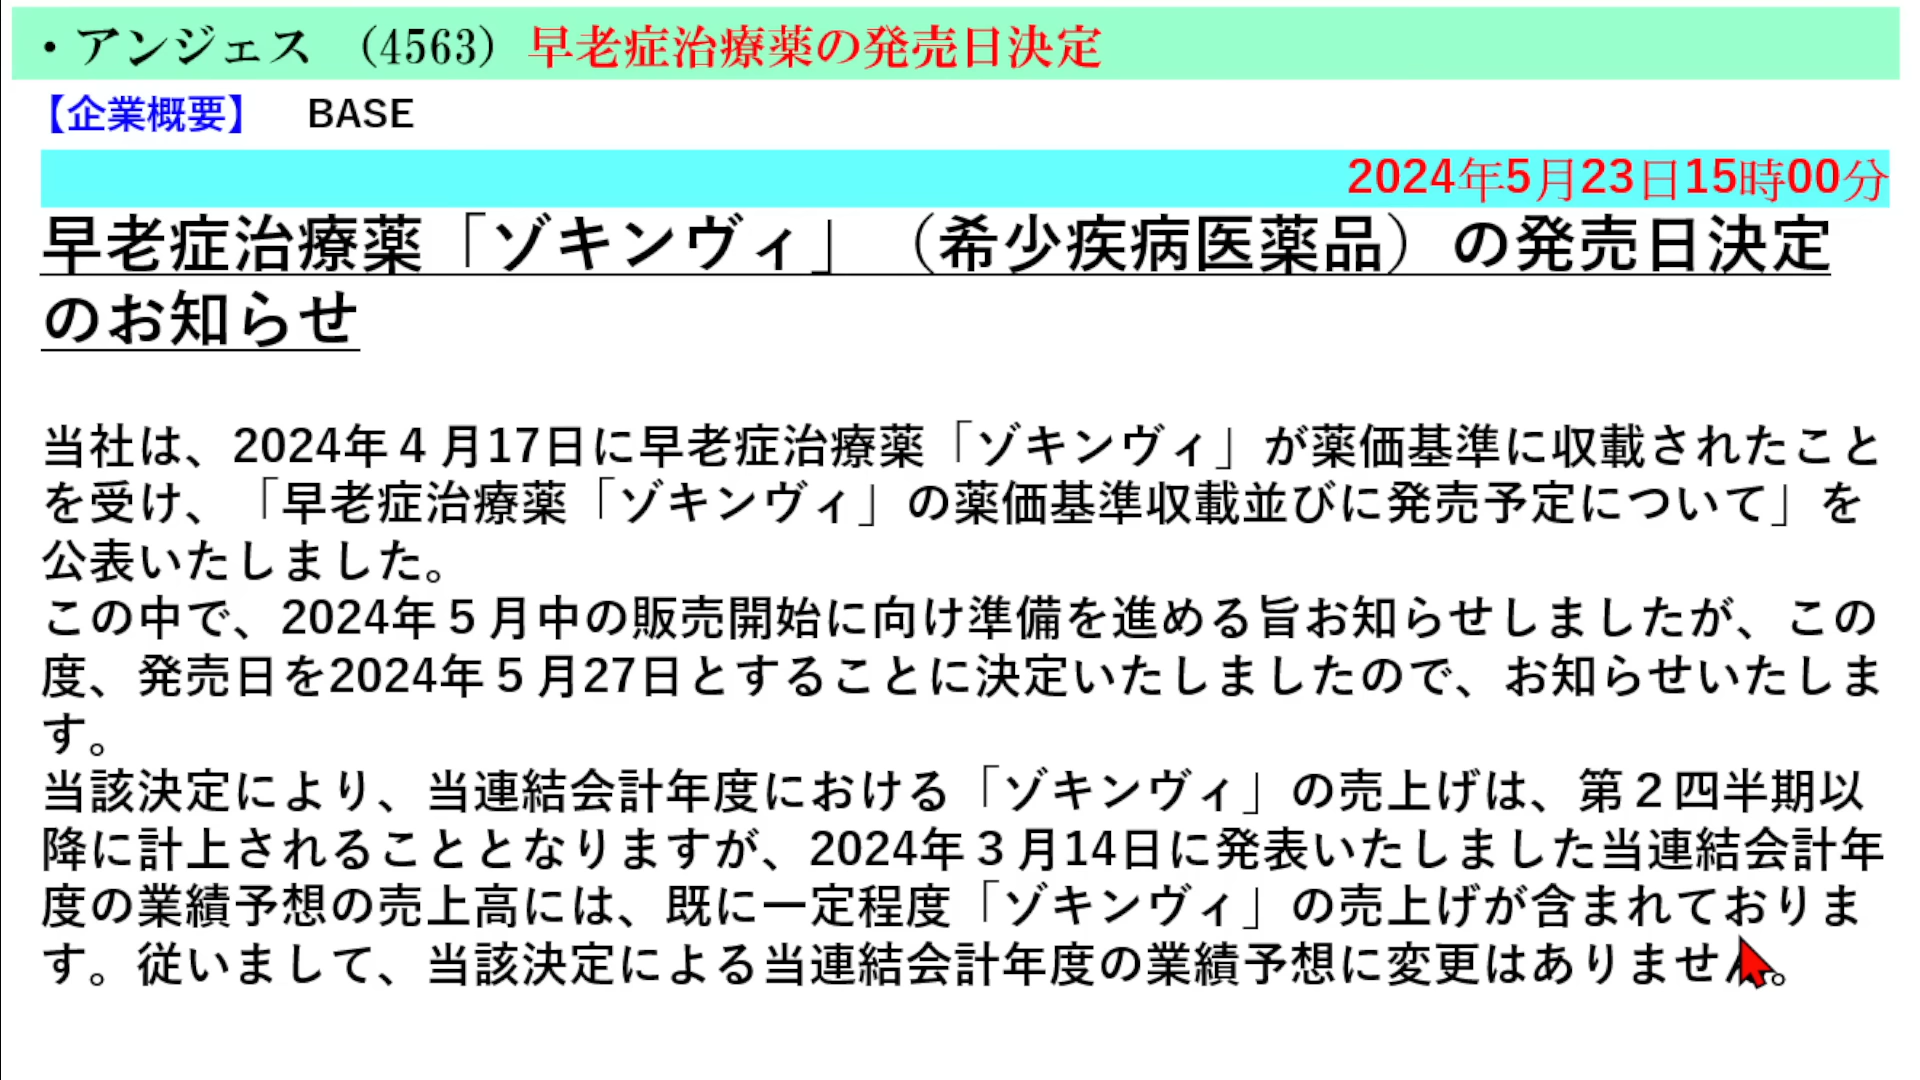 ・アンジェス （4563）早老症治療薬の発売日決定
【企業概要】 BASE
2024年5月23日15時00分
早老症治療薬「ゾキンヴィ」（希少疾病医薬品）の発売日決定
のお知らせ
当社は、2024年４月17日に早老症治療薬「ゾキンヴィ」が薬価基準に収載されたこと
を受け、「早老症治療薬「ゾキンヴィ」の薬価基準収載並びに発売予定について」を
公表いたしました。
この中で、2024年５月中の販売開始に向け準備を進める旨お知らせしましたが、この
度、発売日を2024年５月27日とすることに決定いたしましたので、お知らせいたしま
す。
当該決定により、当連結会計年度における「ゾキンヴィ」の売上げは、第２四半期以
降に計上されることとなりますが、2024年３月14日に発表いたしました当連結会計年
度の業績予想の売上高には、既に一定程度「ゾキンヴィ」の売上げが含まれておりま
す。従いまして、当該決定による当連結会計年度の業績予想に変更はありません。